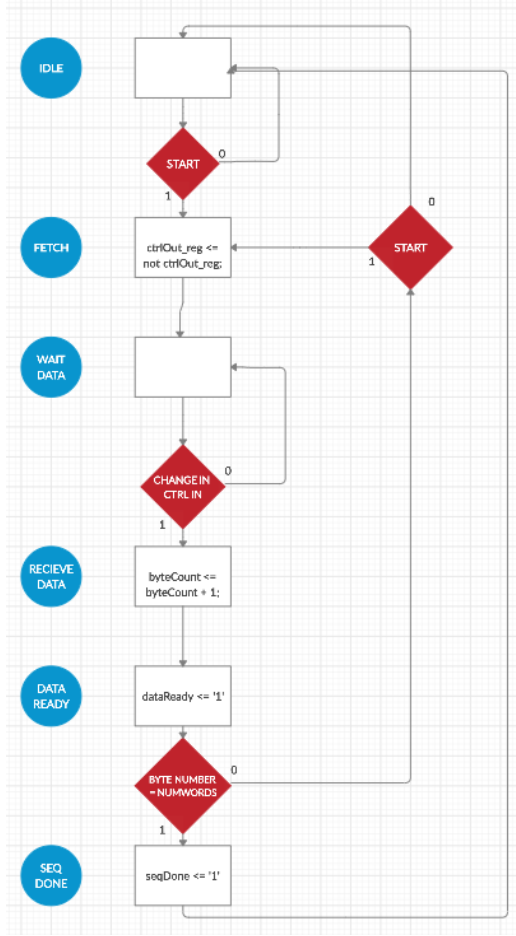 IDLE
START
0
1
0
FETCH
ctrlOut_reg <=
not ctrlOut_reg;
START
1
WAIT
DATA
CHANGE IN
CTRL IN
0
1
RECIEVE
DATA
byteCount <=
byteCount + 1;
DATA
READY
dataReady <= '1'
BYTE NUMBER
= NUMWORDS
0
1
SEQ
DONE
seqDone <= '1'